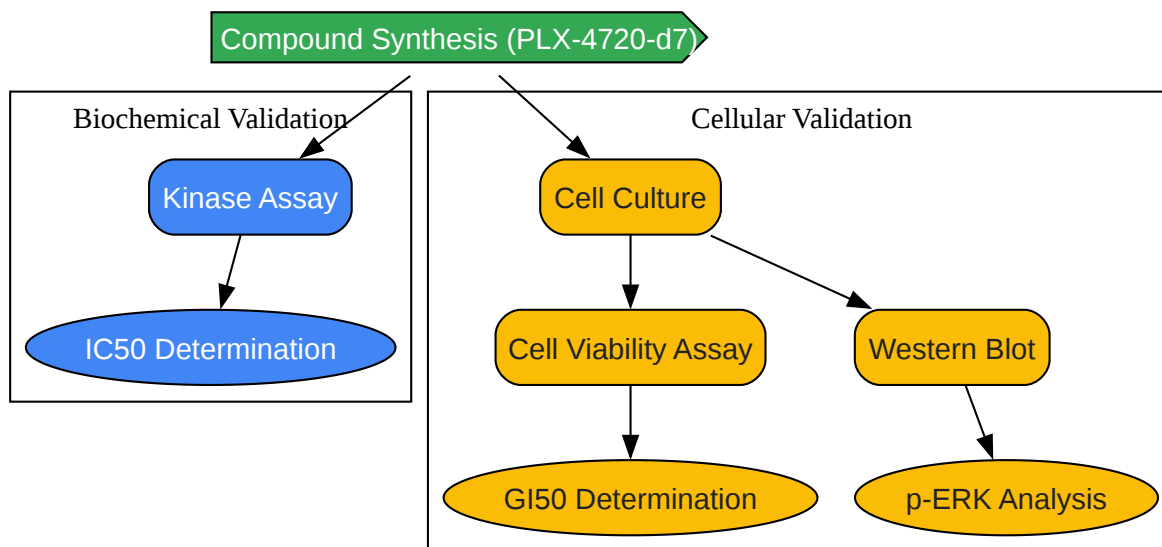 Compound Synthesis (PLX-4720-d7)
Biochemical Validation
Cellular Validation
Kinase Assay
Cell Culture
IC50 Determination
Cell Viability Assay
Western Blot
GI50 Determination
p-ERK Analysis